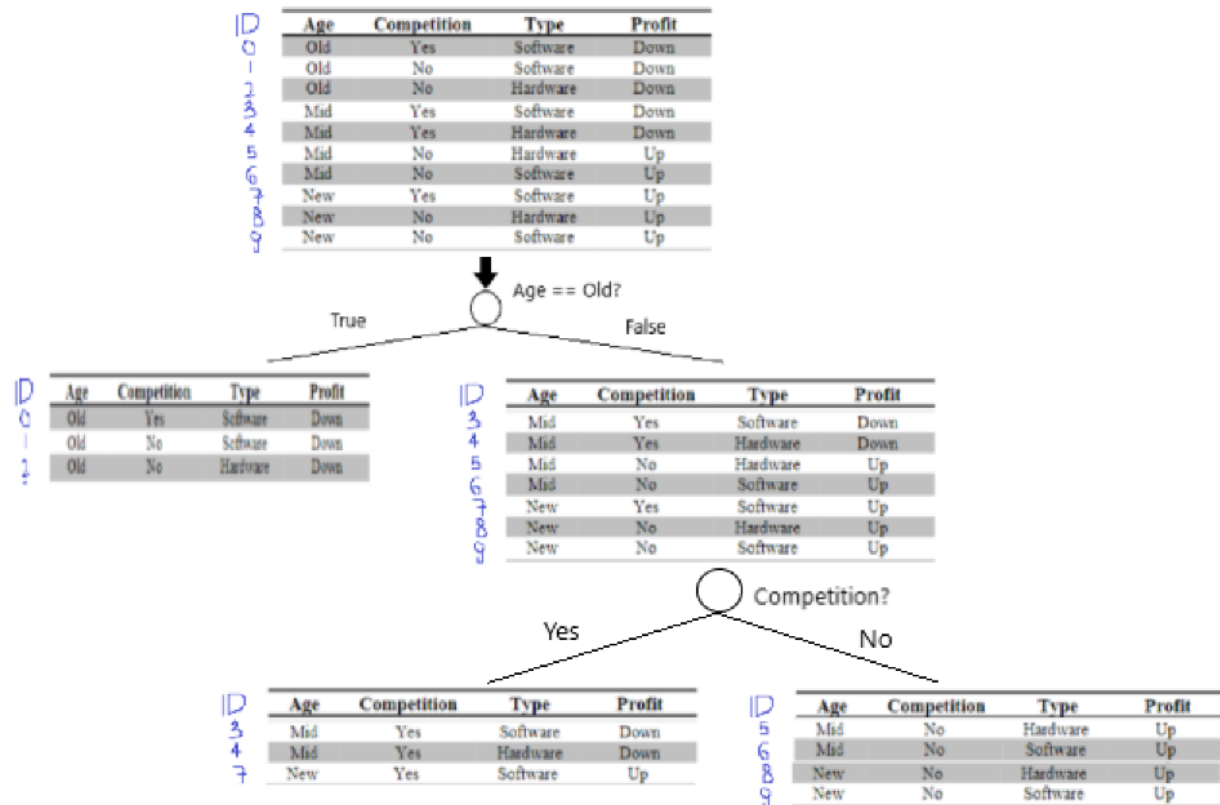 ID Age Competition Type Profit
0 Old Yes Software Down
1 Old No Software Down
2 Old No Hardware Down
3 Mid Yes Software Down
4 Mid Yes Hardware Down
5 Mid No Hardware Up
6 Mid No Software Up
7 New Yes Software Up
8 New No Hardware Up
9 New No Software Up
Age == Old?
True False
ID Age Competition Type Profit
0 Old Yes Software Down
1 Old No Software Down
2 Old No Hardware Down
ID Age Competition Type Profit
3 Mid Yes Software Down
4 Mid Yes Hardware Down
5 Mid No Hardware Up
6 Mid No Software Up
7 New Yes Software Up
8 New No Hardware Up
9 New No Software Up
Competition?
Yes No
ID Age Competition Type Profit
3 Mid Yes Software Down
4 Mid Yes Hardware Down
7 New Yes Software Up
ID Age Competition Type Profit
5 Mid No Hardware Up
6 Mid No Software Up
8 New No Hardware Up
9 New No Software Up